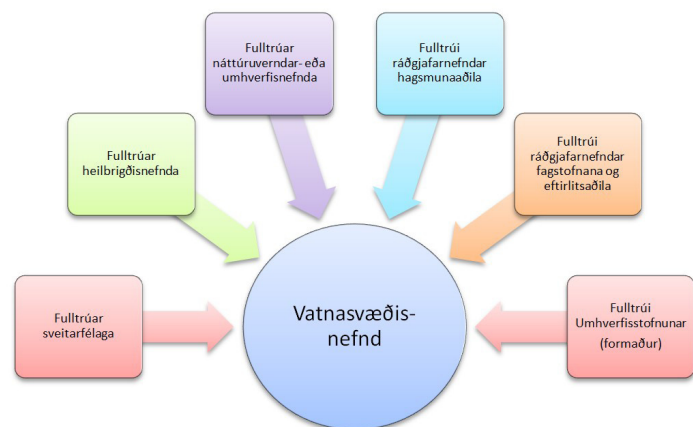 Fulltrúar
náttúruverndar- eða
umhverfisnefnda
Fulltrúi
ráðgjafarnefndar
hagsmunaaðila
Fulltrúar
heilbrigðisnefnda
Fulltrúi
ráðgjafarnefndar
fagstofnana og
eftirlitsaðila
Fulltrúar
sveitarfélaga
Vatnasvæðis-
nefnd
Fulltrúi
Umhverfisstofnunar
(formaður)